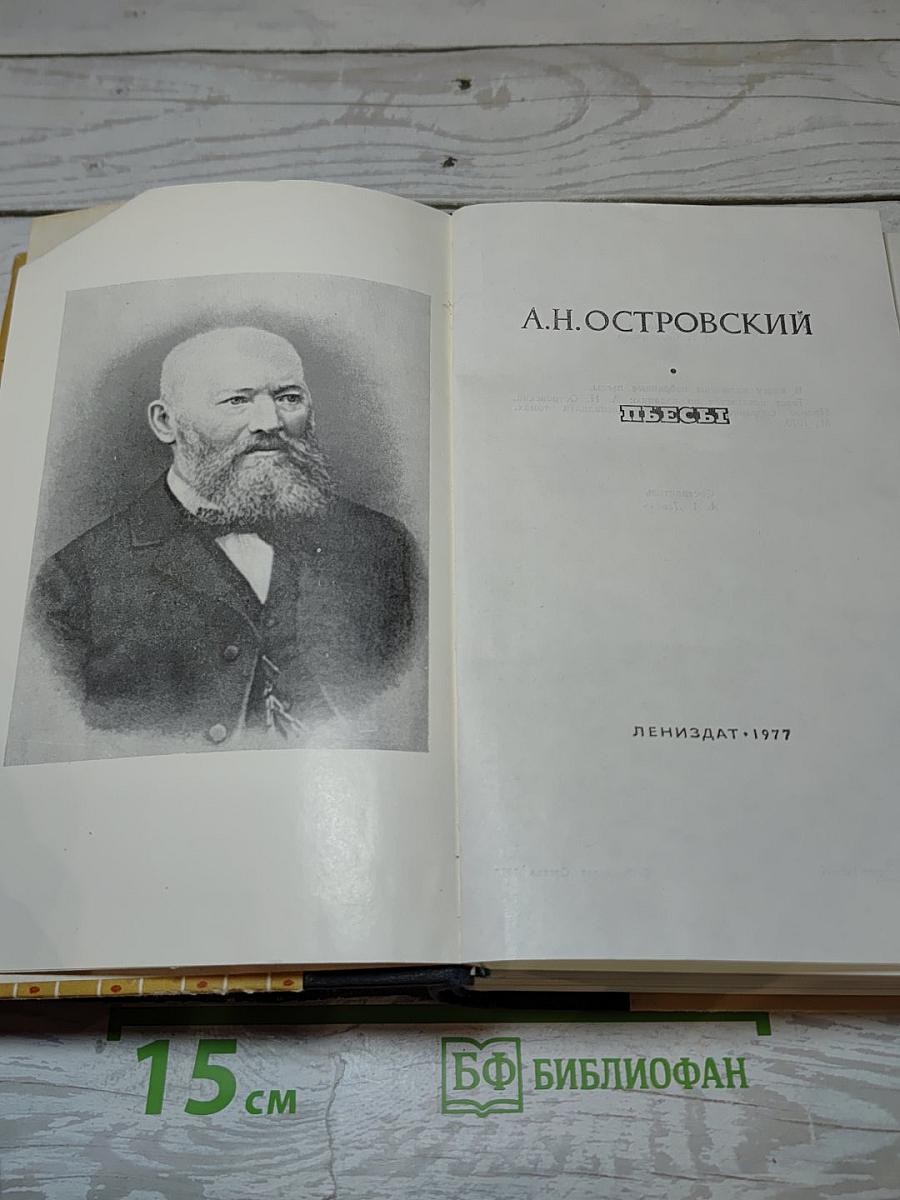 А.Н.ОСТРОВСКИЙ
ПЬЕСЫ
ЛЕНИЗДАТ·1977
15 см
БФ БИБЛИОФАН